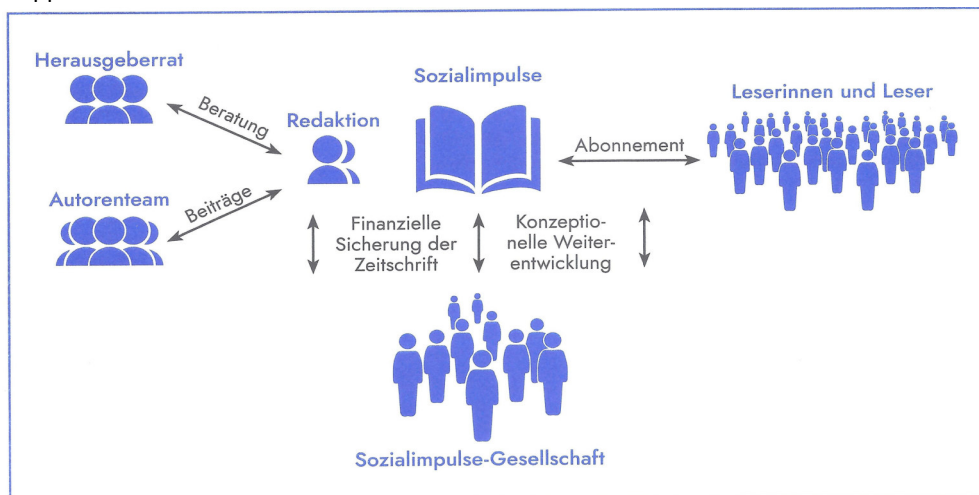 Herausgeberrat
Beratung
Redaktion
Sozialimpulse
Leserinnen und Leser
Abonnement
Autorenteam
Beiträge
Finanzielle
Sicherung der
Zeitschrift
Konzeptio-
nelle Weiter-
entwicklung
Sozialimpulse-Gesellschaft